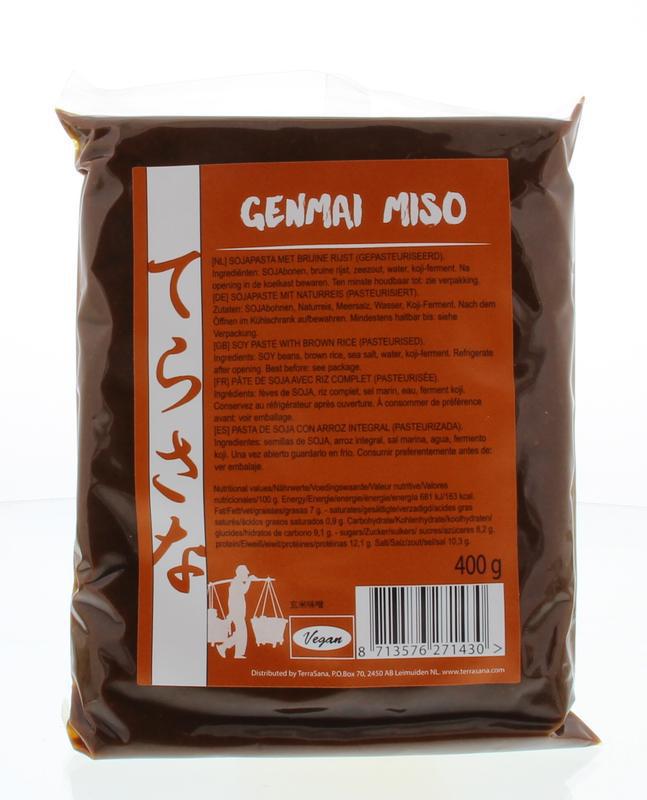 GENMAI MISO
てらさな
[NL] SOJAPASTA MET BRUINE RIJST (GEPASTEURISEERD).
Ingrediënten: SOJAbonen, bruine rijst, zeezout, water, koji-ferment. Na
opening in de koelkast bewaren. Ten minste houdbaar tot: zie verpakking.
[DE] SOJAPASTE MIT NATURREIS (PASTEURISIERT).
Zutaten: SOJAbohnen, Naturreis, Meersalz, Wasser, Koji-Ferment. Nach dem
Öffnen im Kühlschrank aufbewahren. Mindestens haltbar bis: siehe
Verpackung.
[GB] SOY PASTE WITH BROWN RICE (PASTEURISED).
Ingredients: SOY beans, brown rice, sea salt, water, koji-ferment. Refrigerate
after opening. Best before: see package.
[FR] PÂTE DE SOJA AVEC RIZ COMPLET (PASTEURISÉE).
Ingrédients: fèves de SOJA, riz complet, sel marin, eau, ferment koji.
Conservez au réfrigérateur après ouverture. À consommer de préférence
avant: voir emballage.
[ES] PASTA DE SOJA CON ARROZ INTEGRAL (PASTEURIZADA).
Ingredientes: semillas de SOJA, arroz integral, sal marina, agua, fermento
koji. Una vez abierto guardarlo en frío. Consumir preferentemente antes de:
ver embalaje.
Nutritional values/Nährwerte/Voedingswaarde/Valeur nutritive/Valores
nutricionales/100 g. Energy/Energie/energie/énergie/energía 681 kJ/163 kcal.
Fat/Fett/vet/graisses/grasas 7 g. - saturates/gesättigte/verzadigd/acides gras
saturés/ácidos grasos saturados 0,9 g. Carbohydrate/Kohlenhydrate/koolhydraten/
glucides/hidratos de carbono 9,1 g. - sugars/Zucker/suikers/ sucres/azúcares 8,2 g.
protein/Eiweiß/eiwit/protéines/proteínas 12,1 g. Salt/Salz/zout/sel/sal 10,3 g.
400 g
玄米味噌
Vegan
8 713576 271430 >
Distributed by TerraSana, P.O.Box 70, 2450 AB Leimuiden NL. www.terrasana.com